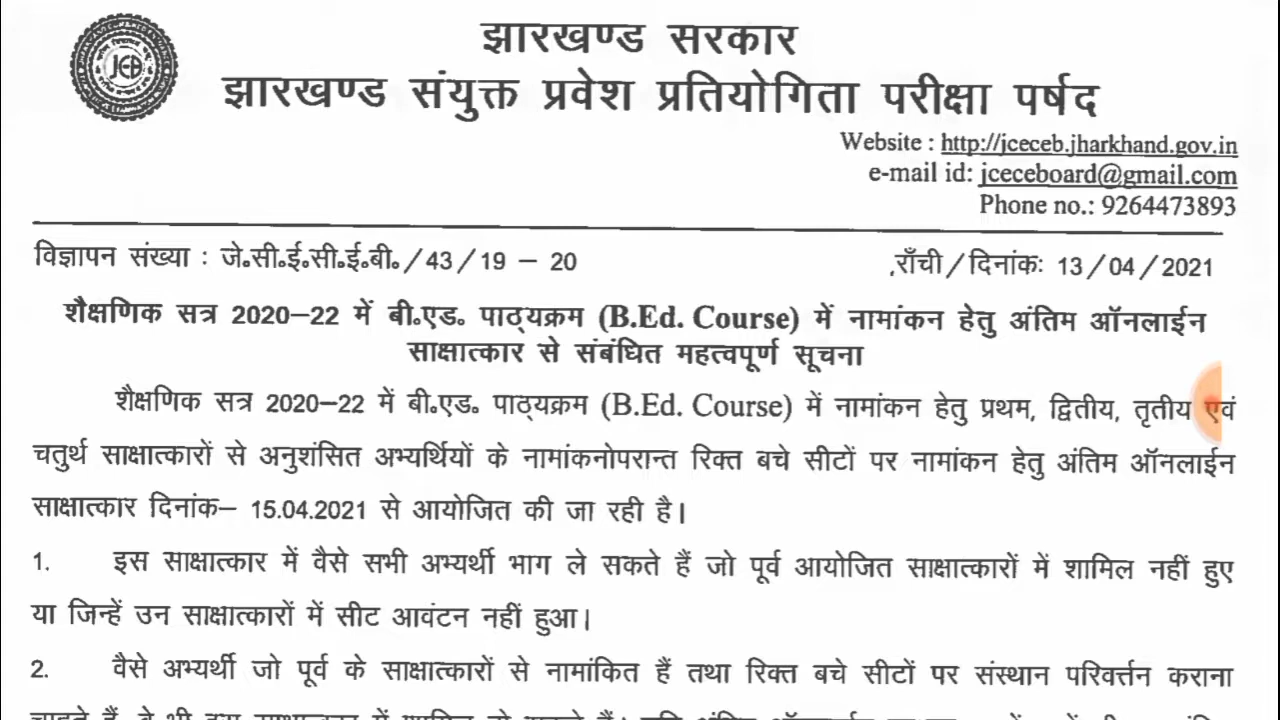 झारखण्ड सरकार
झारखण्ड संयुक्त प्रवेश प्रतियोगिता परीक्षा पर्षद
JCEB
Website : http://jceceb.jharkhand.gov.in
e-mail id: jceceboard@gmail.com
Phone no.: 9264473893
विज्ञापन संख्या : जे॰सी॰ई॰सी॰ई॰बी॰/43/19 – 20
राँची/दिनांकः 13/04/2021
शैक्षणिक सत्र 2020–22 में बी॰एड॰ पाठ्यक्रम (B.Ed. Course) में नामांकन हेतु अंतिम ऑनलाईन
साक्षात्कार से संबंधित महत्वपूर्ण सूचना
शैक्षणिक सत्र 2020–22 में बी॰एड॰ पाठ्यक्रम (B.Ed. Course) में नामांकन हेतु प्रथम, द्वितीय, तृतीय एवं
चतुर्थ साक्षात्कारों से अनुशंसित अभ्यर्थियों के नामांकनोपरान्त रिक्त बचे सीटों पर नामांकन हेतु अंतिम ऑनलाईन
साक्षात्कार दिनांक– 15.04.2021 से आयोजित की जा रही है।
1. इस साक्षात्कार में वैसे सभी अभ्यर्थी भाग ले सकते हैं जो पूर्व आयोजित साक्षात्कारों में शामिल नहीं हुए
या जिन्हें उन साक्षात्कारों में सीट आवंटन नहीं हुआ।
2. वैसे अभ्यर्थी जो पूर्व के साक्षात्कारों से नामांकित हैं तथा रिक्त बचे सीटों पर संस्थान परिवर्त्तन कराना